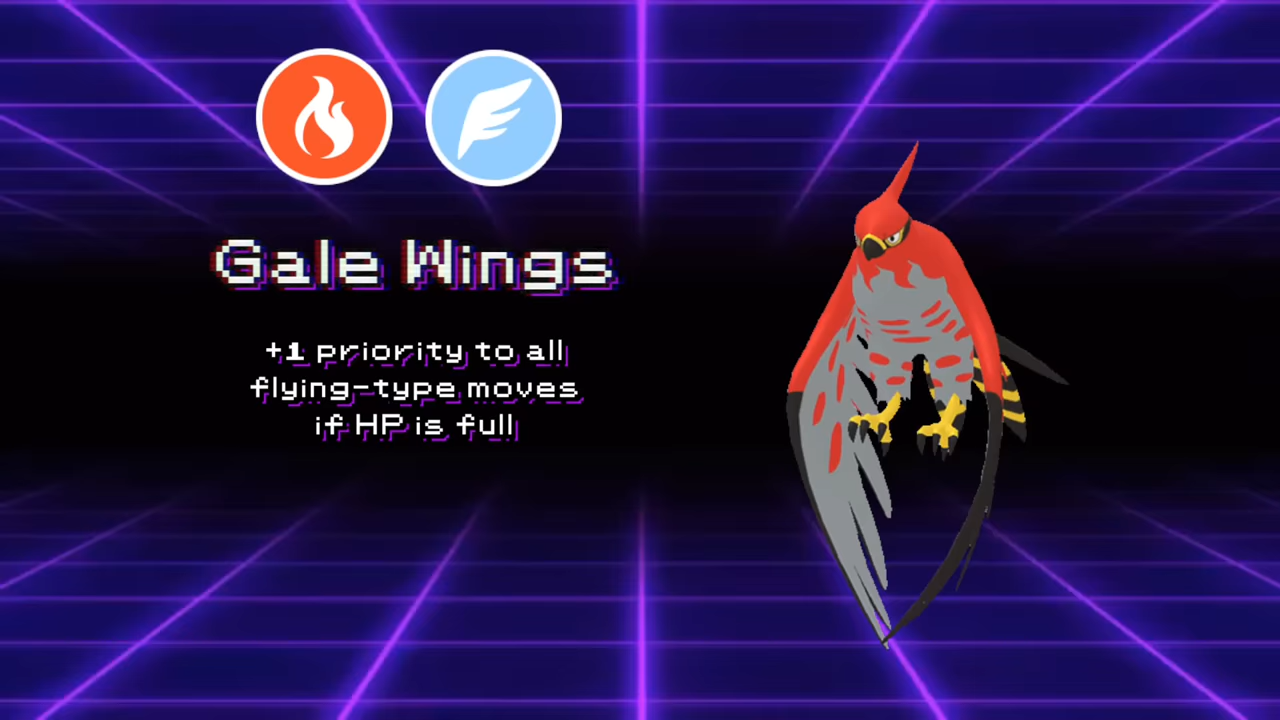 Gale Wings
+1 priority to all
flying-type moves
if HP is full